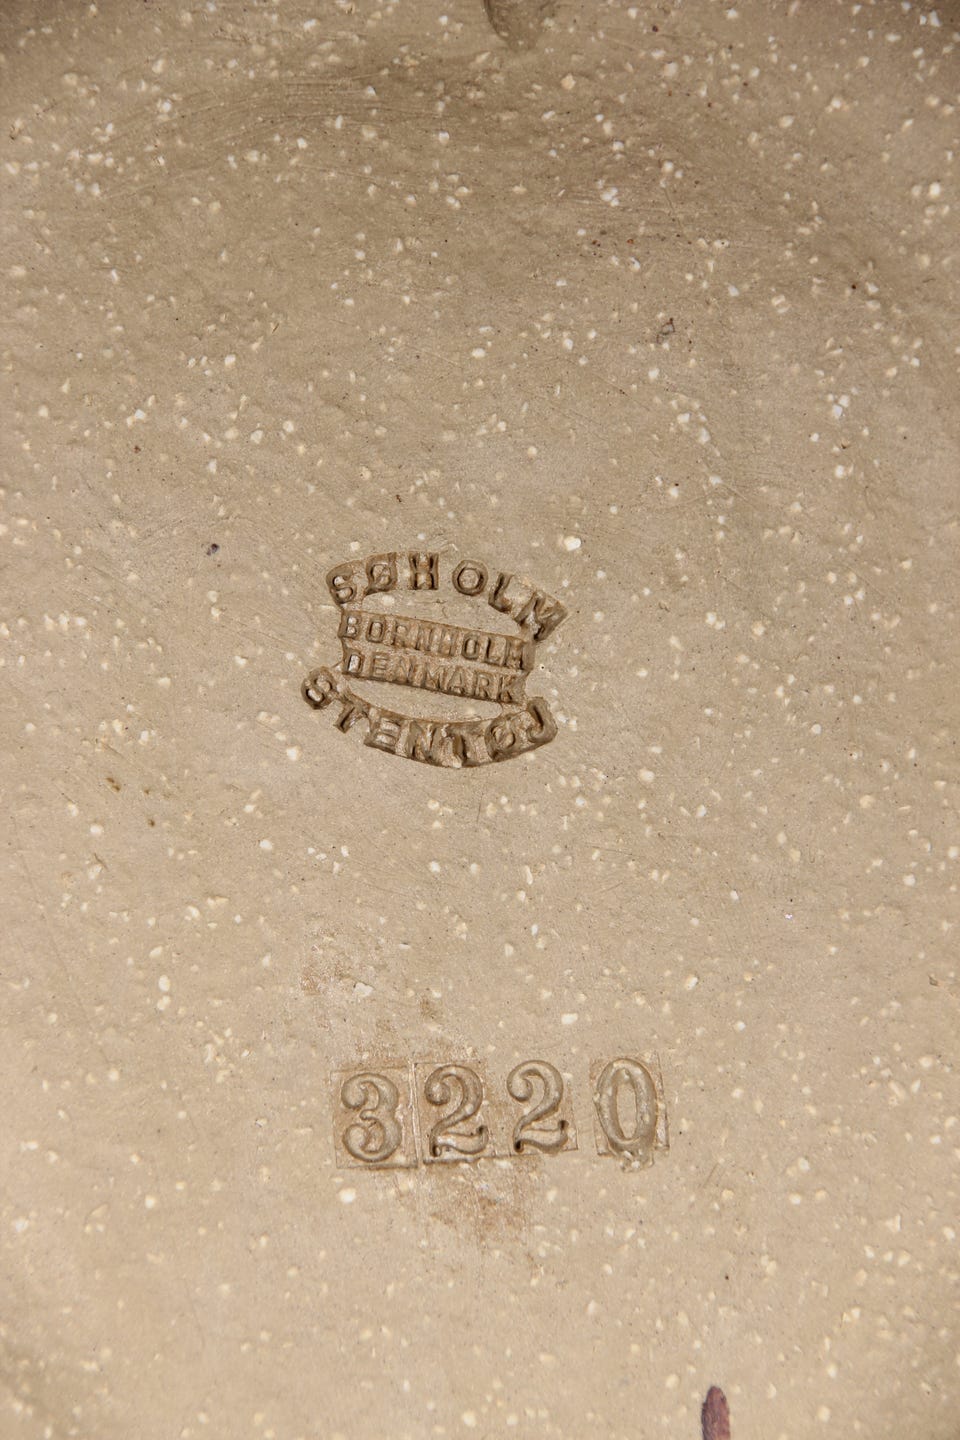 SØHOLM
BORNHOLM
DENMARK
STENTØJ
3220